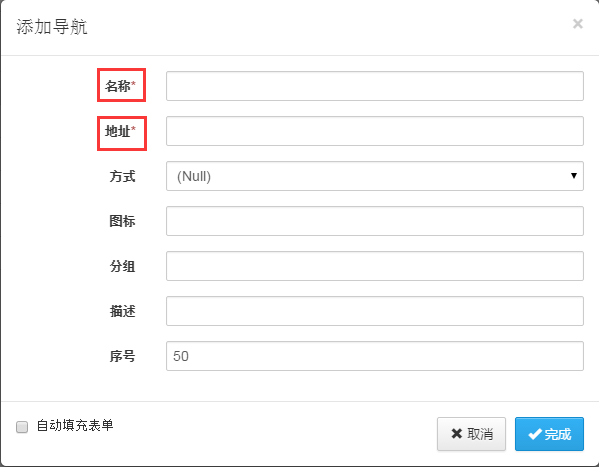 添加导航 ×
名称*
地址*
方式 (Null)
图标
分组
描述
序号 50
自动填充表单 取消 完成